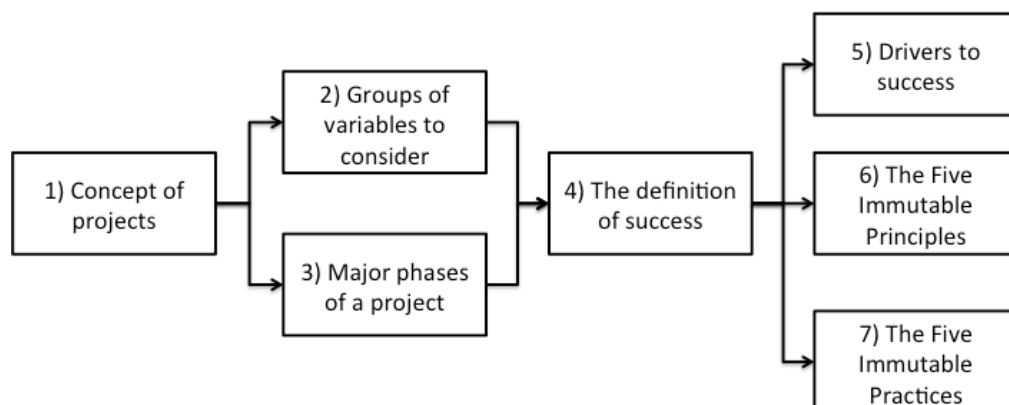 1) Concept of
projects
2) Groups of
variables to
consider
3) Major phases
of a project
4) The definition
of success
5) Drivers to
success
6) The Five
Immutable
Principles
7) The Five
Immutable
Practices